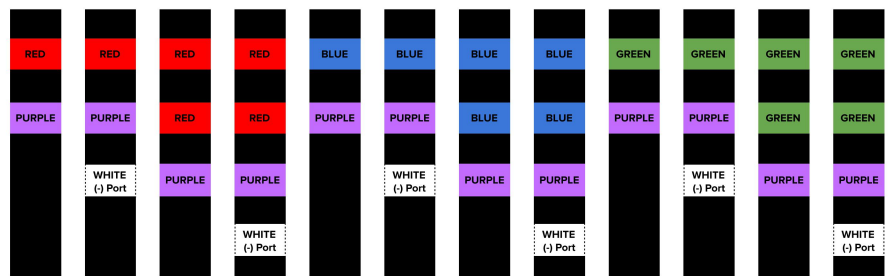 RED RED RED RED BLUE BLUE BLUE BLUE GREEN GREEN GREEN GREEN
PURPLE PURPLE RED RED PURPLE PURPLE BLUE BLUE PURPLE PURPLE GREEN GREEN
WHITE
(-) Port
PURPLE PURPLE
WHITE
(-) Port
PURPLE PURPLE
WHITE
(-) Port
PURPLE PURPLE
WHITE
(-) Port
WHITE
(-) Port
WHITE
(-) Port